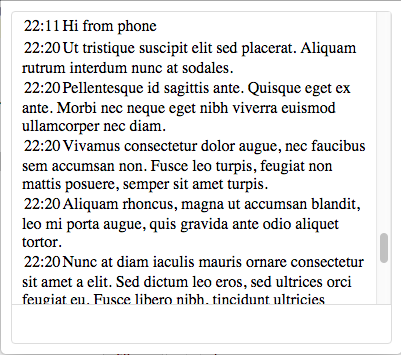 22:11 Hi from phone
22:20 Ut tristique suscipit elit sed placerat. Aliquam
rutrum interdum nunc at sodales.
22:20 Pellentesque id sagittis ante. Quisque eget ex
ante. Morbi nec neque eget nibh viverra euismod
ullamcorper nec diam.
22:20 Vivamus consectetur dolor augue, nec faucibus
sem accumsan non. Fusce leo turpis, feugiat non
mattis posuere, semper sit amet turpis.
22:20 Aliquam rhoncus, magna ut accumsan blandit,
leo mi porta augue, quis gravida ante odio aliquet
tortor.
22:20 Nunc at diam iaculis mauris ornare consectetur
sit amet a elit. Sed dictum leo eros, sed ultrices orci
feugiat eu. Fusce libero nibh, tincidunt ultricies